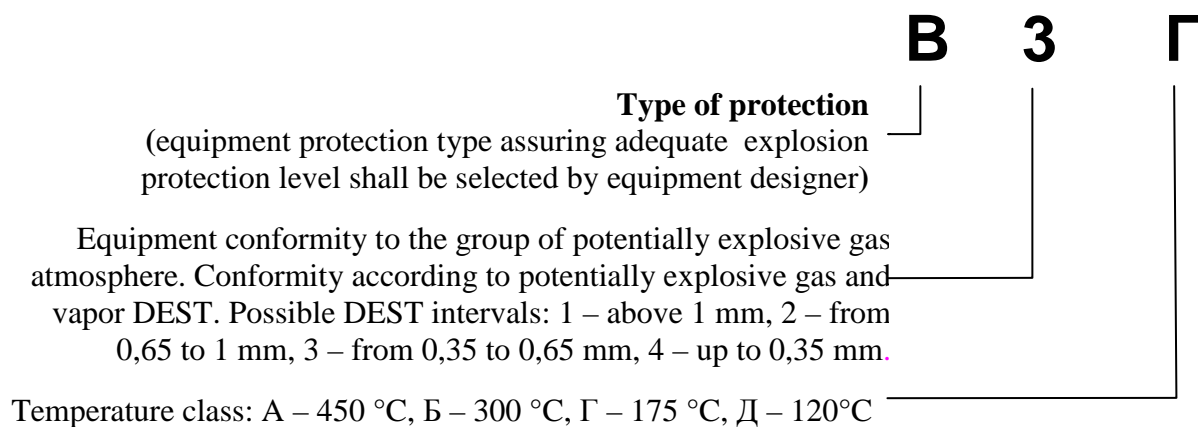 В 3 Г
Type of protection
(equipment protection type assuring adequate explosion
protection level shall be selected by equipment designer)
Equipment conformity to the group of potentially explosive gas
atmosphere. Conformity according to potentially explosive gas and
vapor DEST. Possible DEST intervals: 1 – above 1 mm, 2 – from
0,65 to 1 mm, 3 – from 0,35 to 0,65 mm, 4 – up to 0,35 mm.
Temperature class: А – 450 °C, Б – 300 °C, Г – 175 °C, Д – 120°C